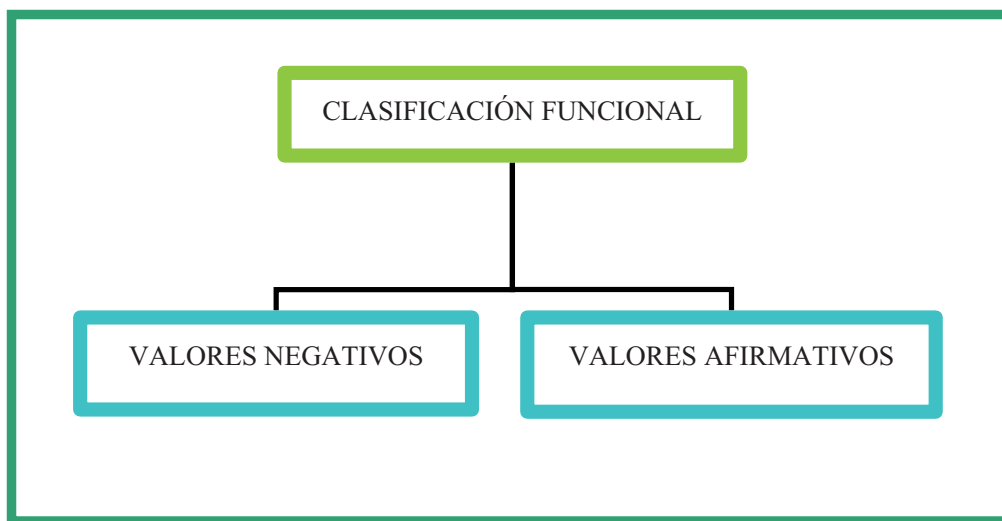 CLASIFICACIÓN FUNCIONAL
VALORES NEGATIVOS
VALORES AFIRMATIVOS